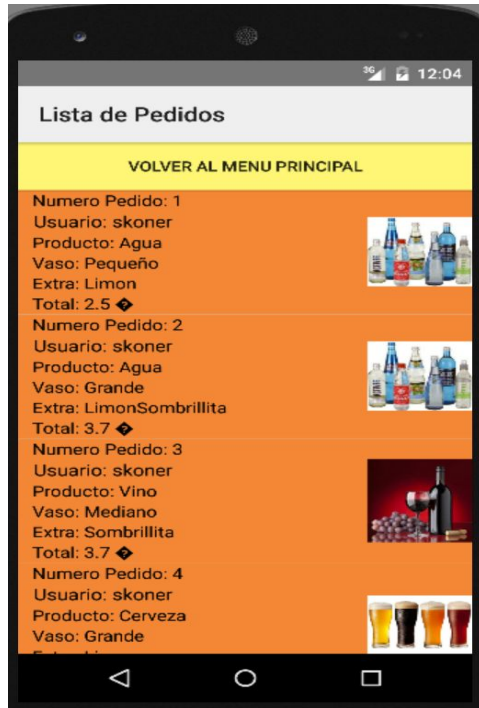 3G 12:04
Lista de Pedidos
VOLVER AL MENU PRINCIPAL
Numero Pedido: 1
Usuario: skoner
Producto: Agua
Vaso: Pequeño
Extra: Limon
Total: 2.5 �
Numero Pedido: 2
Usuario: skoner
Producto: Agua
Vaso: Grande
Extra: LimonSombrillita
Total: 3.7 �
Numero Pedido: 3
Usuario: skoner
Producto: Vino
Vaso: Mediano
Extra: Sombrillita
Total: 3.7 �
Numero Pedido: 4
Usuario: skoner
Producto: Cerveza
Vaso: Grande